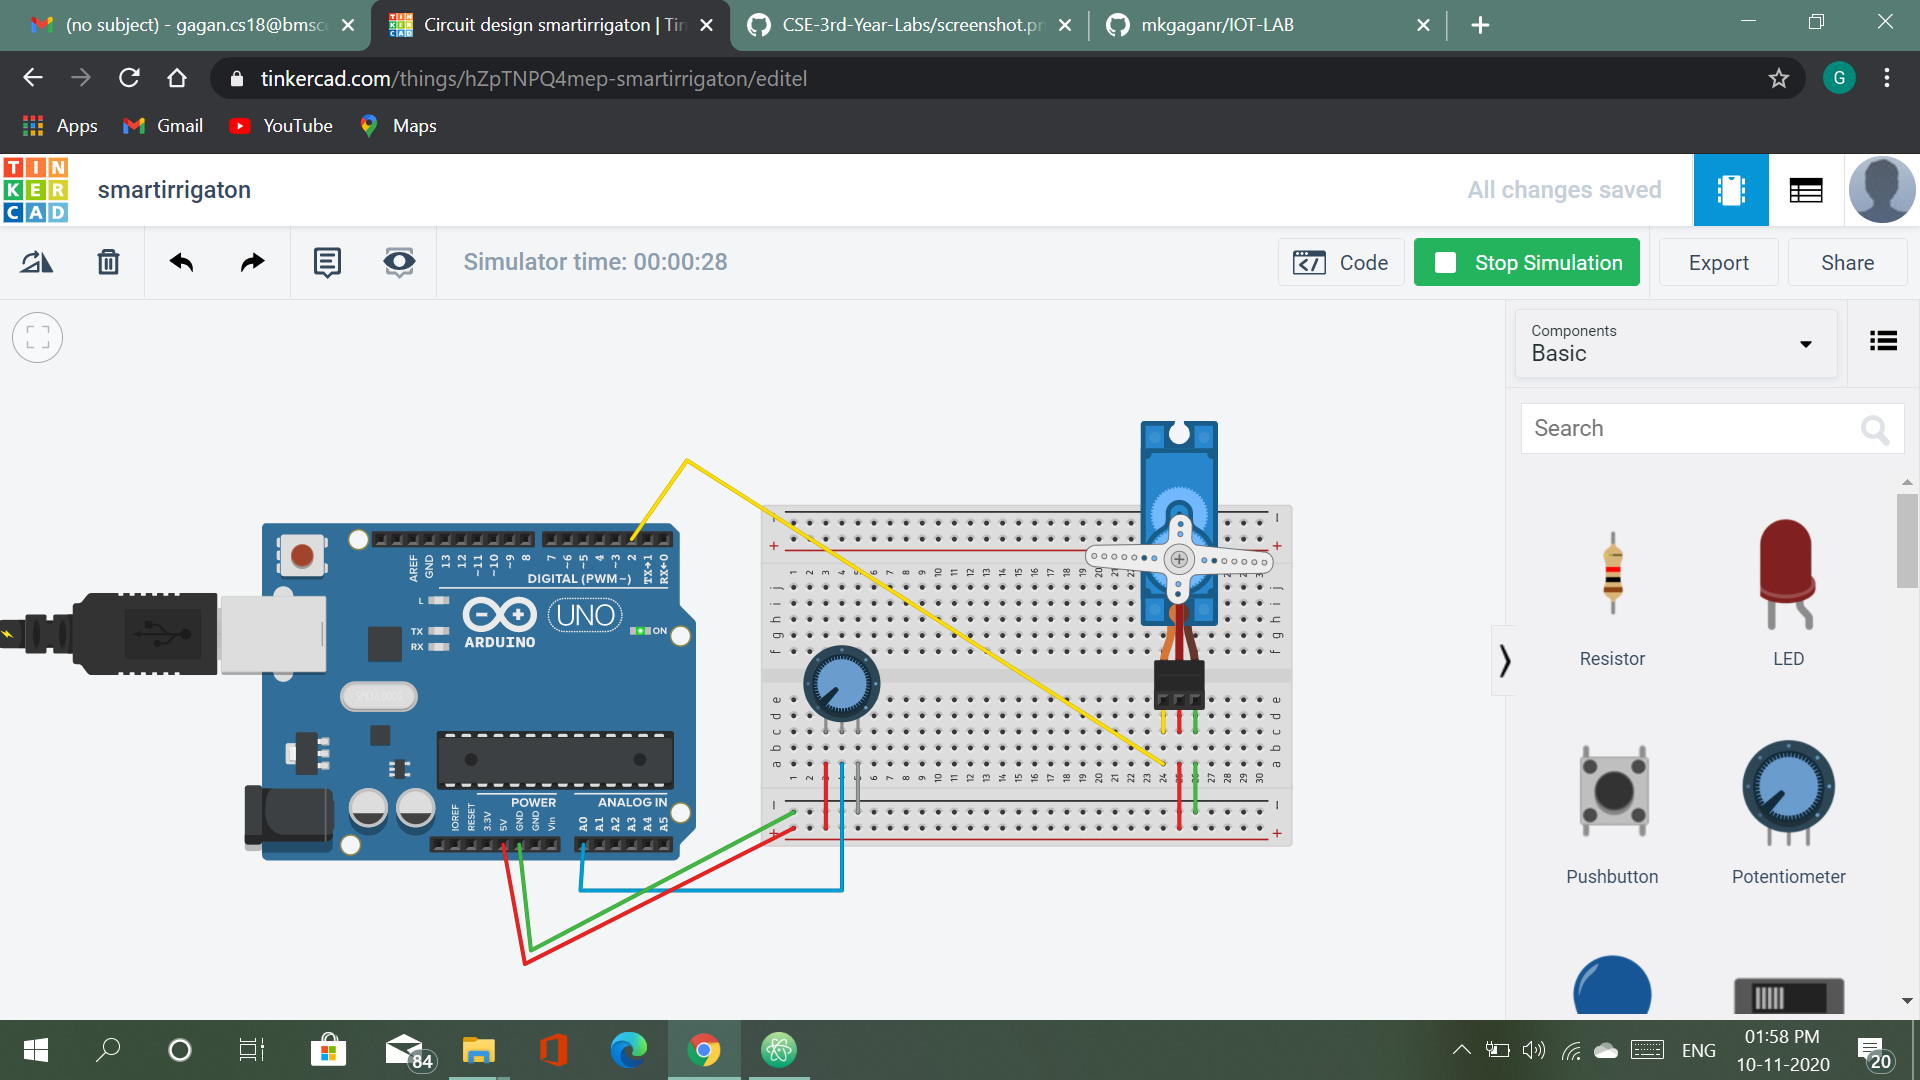 (no subject) - gagan.cs18@bmsce
Circuit design smartirrigaton | Tin
CSE-3rd-Year-Labs/screenshot.pn
mkgaganr/IOT-LAB
tinkercad.com/things/hZpTNPQ4mep-smartirrigaton/editel
G
Apps
Gmail
YouTube
Maps
TIN
KER
CAD
smartirrigaton
All changes saved
Simulator time: 00:00:28
Code
Stop Simulation
Export
Share
Components
Basic
Search
Resistor
LED
Pushbutton
Potentiometer
AREF
GND
13
12
~11
~10
~9
8
7
~6
~5
4
~3
2
TX→1
RX←0
DIGITAL (PWM~)
L
TX
RX
UNO
ARDUINO
ON
POWER
ANALOG IN
IOREF
RESET
3.3V
5V
GND
GND
Vin
A0
A1
A2
A3
A4
A5
84
ENG
01:58 PM
10-11-2020
20